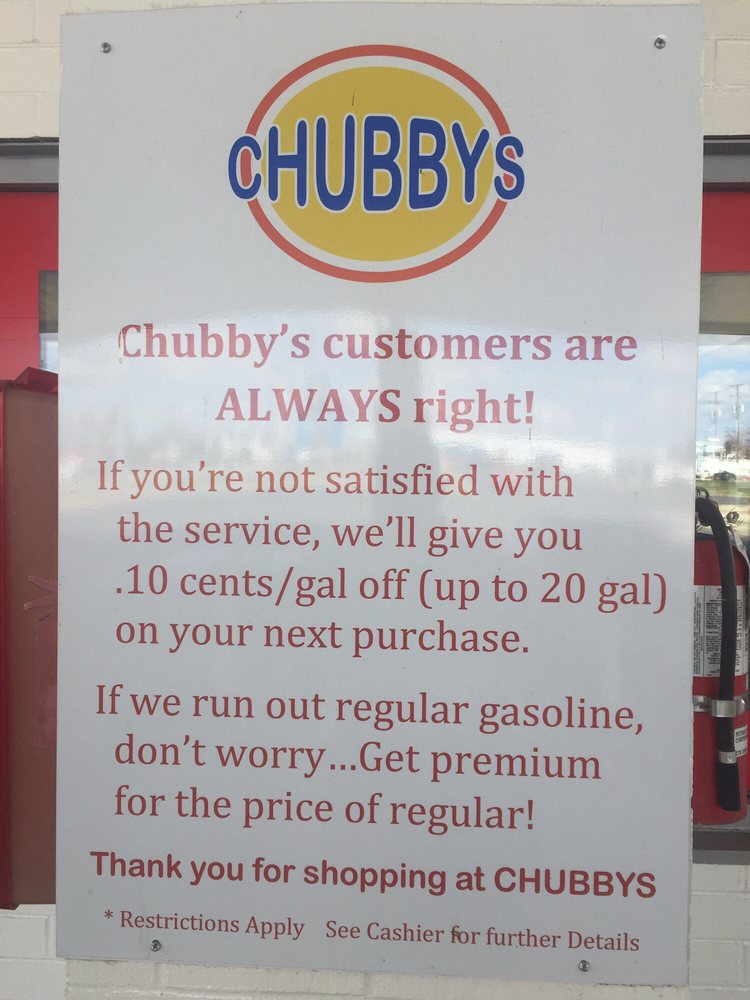 CHUBBYS
Chubby's customers are
ALWAYS right!
If you're not satisfied with
the service, we'll give you
.10 cents/gal off (up to 20 gal)
on your next purchase.
If we run out regular gasoline,
don't worry...Get premium
for the price of regular!
Thank you for shopping at CHUBBYS
* Restrictions Apply See Cashier for further Details